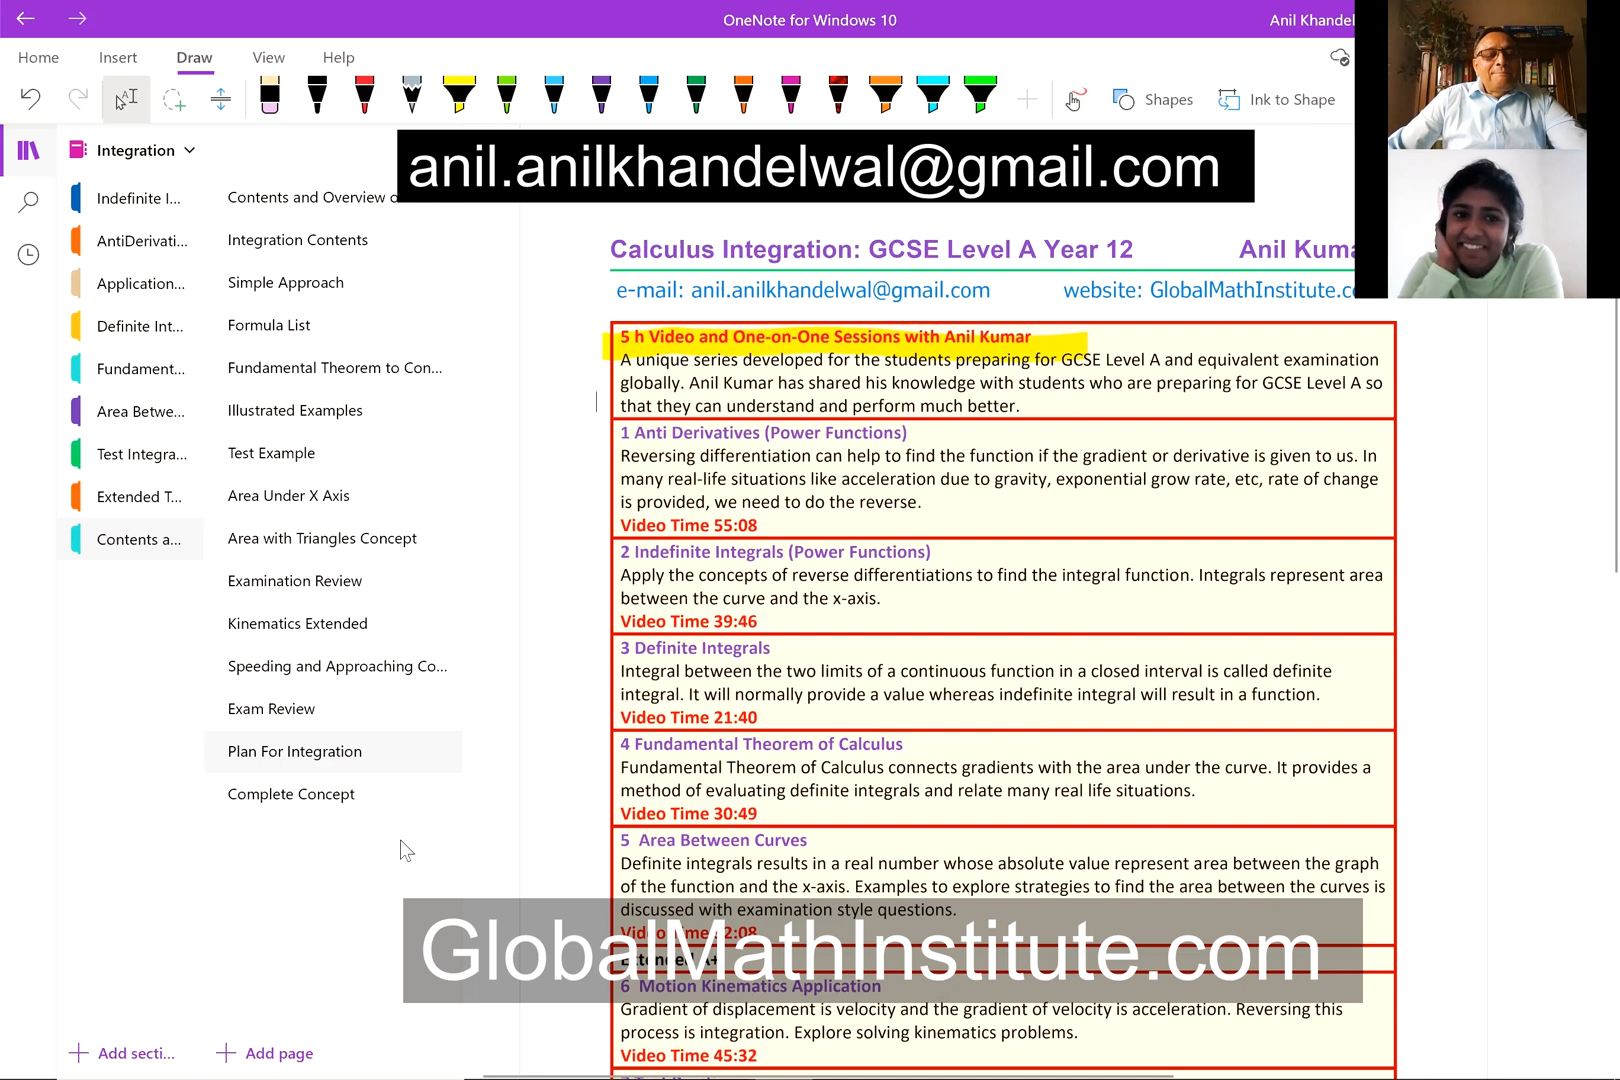 OneNote for Windows 10
Anil Khandel
Home Insert Draw View Help
Shapes
Ink to Shape
anil.anilkhandelwal@gmail.com
Integration
Indefinite I...
AntiDerivati...
Application...
Definite Int...
Fundament...
Area Betwe...
Test Integra...
Extended T...
Contents a...
Contents and Overview
Integration Contents
Simple Approach
Formula List
Fundamental Theorem to Con...
Illustrated Examples
Test Example
Area Under X Axis
Area with Triangles Concept
Examination Review
Kinematics Extended
Speeding and Approaching Co...
Exam Review
Plan For Integration
Complete Concept
Add secti...
Add page
Calculus Integration: GCSE Level A Year 12 Anil Kuma
e-mail: anil.anilkhandelwal@gmail.com website: GlobalMathInstitute.co
5 h Video and One-on-One Sessions with Anil Kumar
A unique series developed for the students preparing for GCSE Level A and equivalent examination
globally. Anil Kumar has shared his knowledge with students who are preparing for GCSE Level A so
that they can understand and perform much better.
1 Anti Derivatives (Power Functions)
Reversing differentiation can help to find the function if the gradient or derivative is given to us. In
many real-life situations like acceleration due to gravity, exponential grow rate, etc, rate of change
is provided, we need to do the reverse.
Video Time 55:08
2 Indefinite Integrals (Power Functions)
Apply the concepts of reverse differentiations to find the integral function. Integrals represent area
between the curve and the x-axis.
Video Time 39:46
3 Definite Integrals
Integral between the two limits of a continuous function in a closed interval is called definite
integral. It will normally provide a value whereas indefinite integral will result in a function.
Video Time 21:40
4 Fundamental Theorem of Calculus
Fundamental Theorem of Calculus connects gradients with the area under the curve. It provides a
method of evaluating definite integrals and relate many real life situations.
Video Time 30:49
5 Area Between Curves
Definite integrals results in a real number whose absolute value represent area between the graph
of the function and the x-axis. Examples to explore strategies to find the area between the curves is
discussed with examination style questions.
GlobalMathInstitute.com
Extended A+
6 Motion Kinematics Application
Gradient of displacement is velocity and the gradient of velocity is acceleration. Reversing this
process is integration. Explore solving kinematics problems.
Video Time 45:32